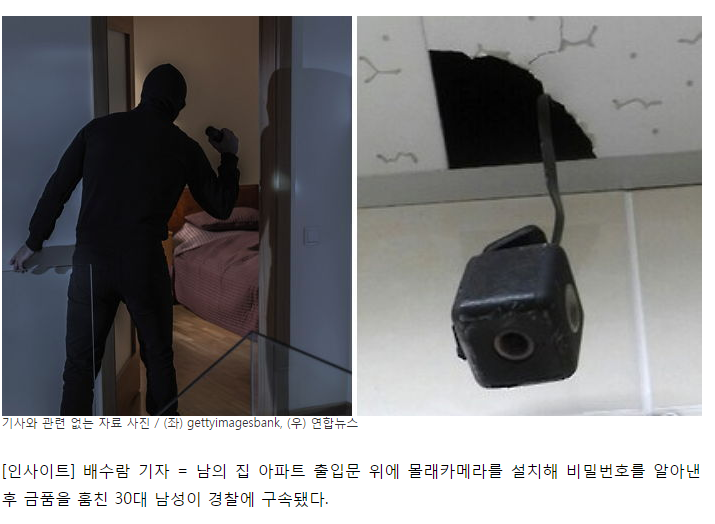 기사와 관련 없는 자료 사진 / (좌) gettyimagesbank, (우) 연합뉴스
[인사이트] 배수람 기자 = 남의 집 아파트 출입문 위에 몰래카메라를 설치해 비밀번호를 알아낸
후 금품을 훔친 30대 남성이 경찰에 구속됐다.